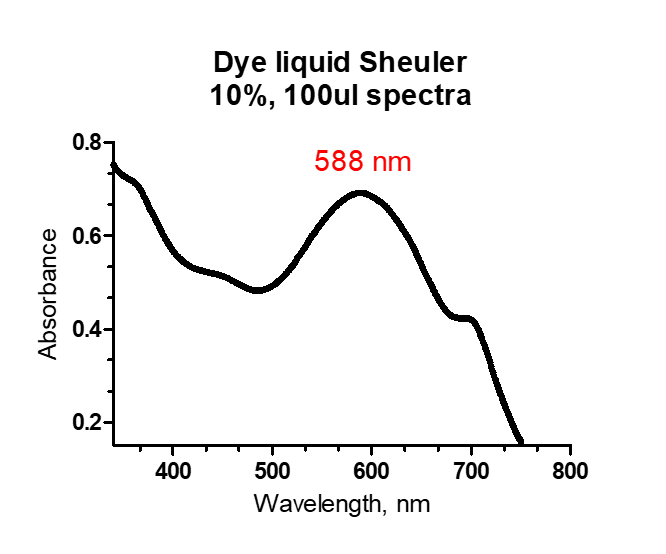 Dye liquid Sheuler
10%, 100ul spectra
588 nm
0.8
0.6
0.4
0.2
Absorbance
400 500 600 700 800
Wavelength, nm